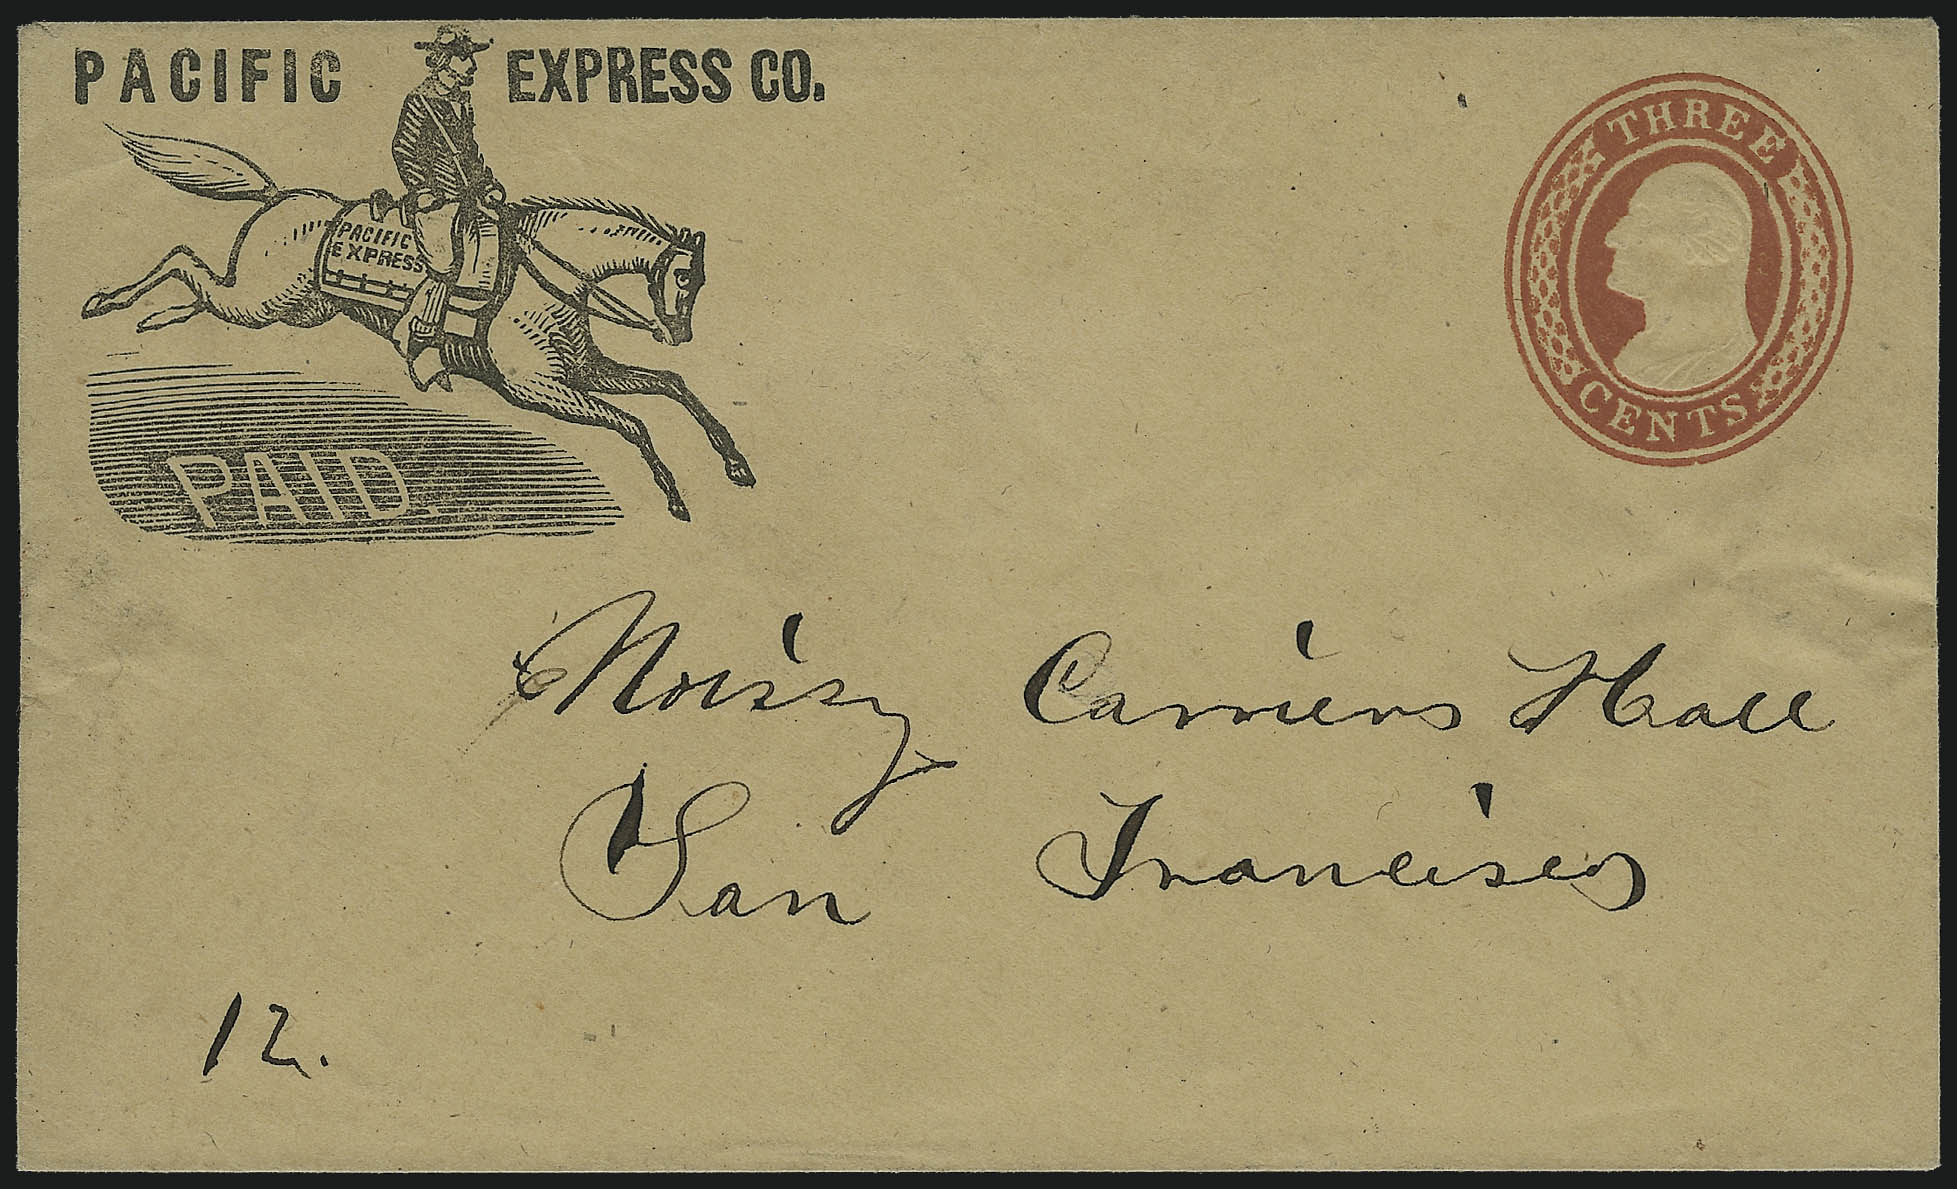 PACIFIC EXPRESS CO.
PACIFIC
EXPRESS
PAID.
THREE
CENTS
Noisy Carriers Hall
San Francisco
12.